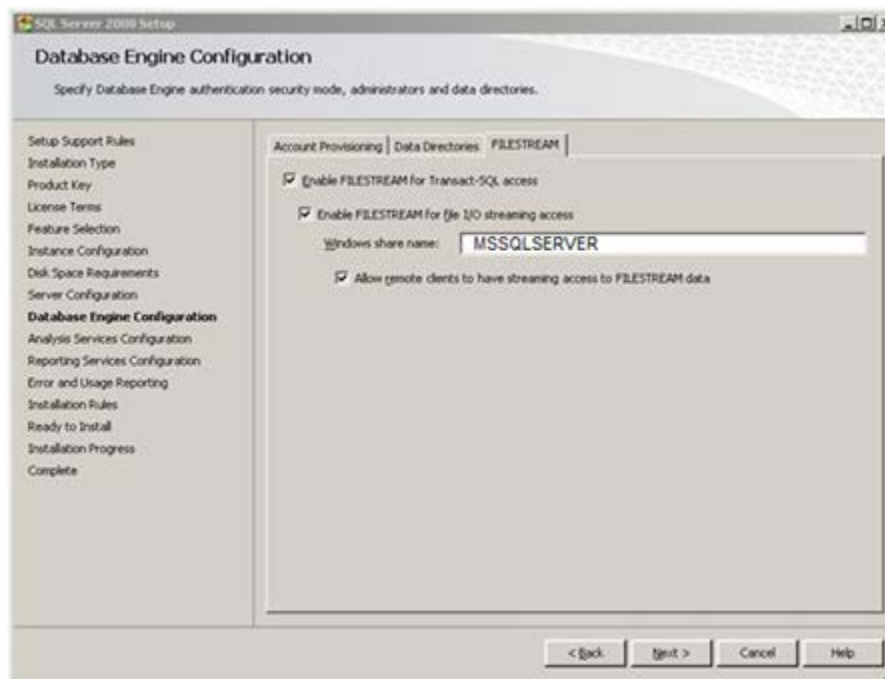 SQL Server 2008 Setup
Database Engine Configuration
Specify Database Engine authentication security mode, administrators and data directories.
Setup Support Rules
Installation Type
Product Key
License Terms
Feature Selection
Instance Configuration
Disk Space Requirements
Server Configuration
Database Engine Configuration
Analysis Services Configuration
Reporting Services Configuration
Error and Usage Reporting
Installation Rules
Ready to Install
Installation Progress
Complete
Account Provisioning Data Directories FILESTREAM
Enable FILESTREAM for Transact-SQL access
Enable FILESTREAM for file I/O streaming access
Windows share name: MSSQLSERVER
Allow remote clients to have streaming access to FILESTREAM data
< Back Next > Cancel Help